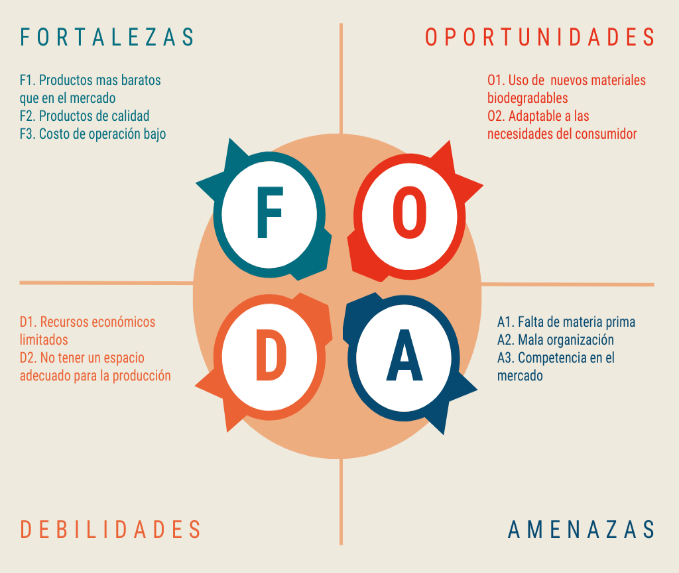 FORTALEZAS
F1. Productos mas baratos
que en el mercado
F2. Productos de calidad
F3. Costo de operación bajo
OPORTUNIDADES
O1. Uso de nuevos materiales
biodegradables
O2. Adaptable a las
necesidades del consumidor
F
O
D
A
D1. Recursos económicos
limitados
D2. No tener un espacio
adecuado para la producción
DEBILIDADES
A1. Falta de materia prima
A2. Mala organización
A3. Competencia en el
mercado
AMENAZAS